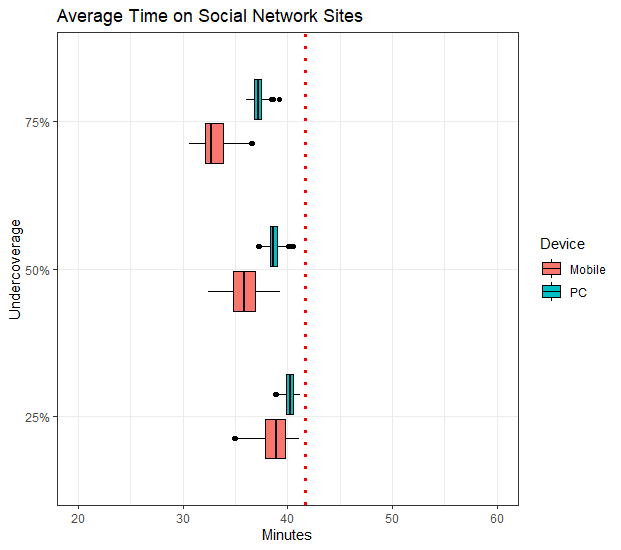 Average Time on Social Network Sites
Undercoverage
75%
50%
25%
20 30 40 50 60
Minutes
Device
Mobile
PC